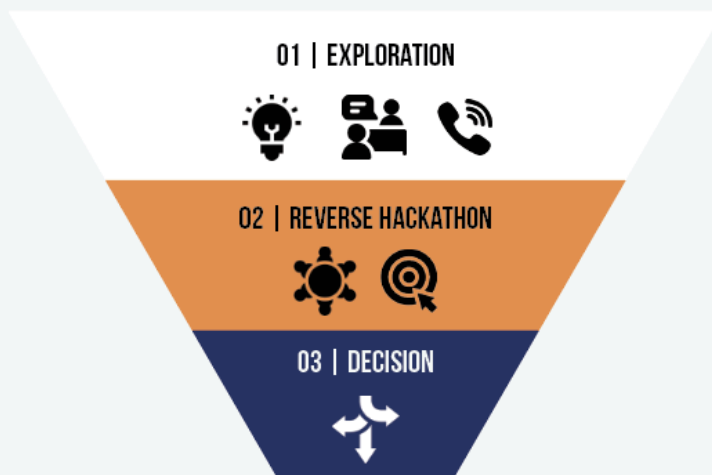 01 | EXPLORATION
02 | REVERSE HACKATHON
03 | DECISION